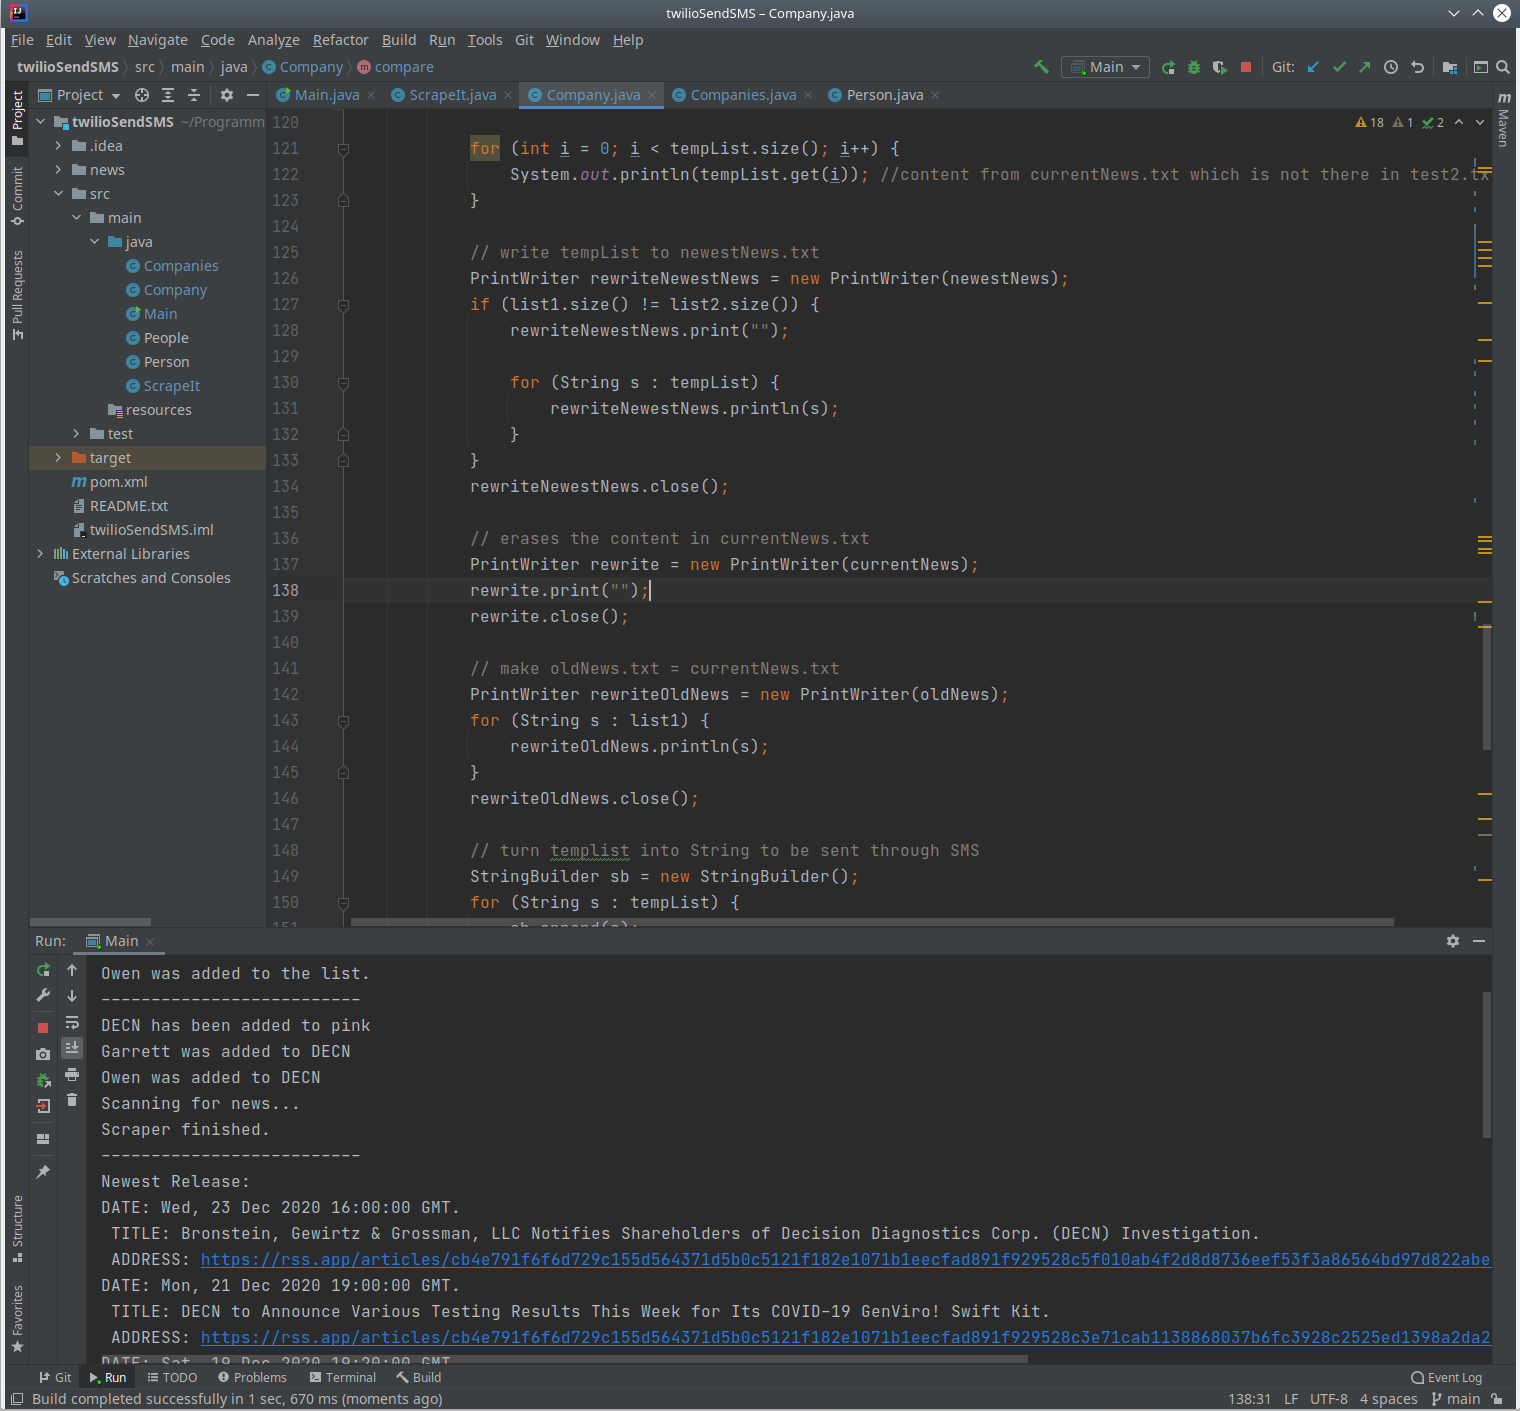 twilioSendSMS – Company.java
File Edit View Navigate Code Analyze Refactor Build Run Tools Git Window Help
twilioSendSMS src main java Company compare
Main Git:
Project
Main.java ScrapeIt.java Company.java Companies.java Person.java
Project
Commit
Pull Requests
Structure
Favorites
Maven
twilioSendSMS ~/Programm
.idea
news
src
main
java
Companies
Company
Main
People
Person
ScrapeIt
resources
test
target
pom.xml
README.txt
twilioSendSMS.iml
External Libraries
Scratches and Consoles
18 1 2
120
121 for (int i = 0; i < tempList.size(); i++) {
122 System.out.println(tempList.get(i)); //content from currentNews.txt which is not there in test2.tx
123 }
124
125 // write tempList to newestNews.txt
126 PrintWriter rewriteNewestNews = new PrintWriter(newestNews);
127 if (list1.size() != list2.size()) {
128 rewriteNewestNews.print("");
129
130 for (String s : tempList) {
131 rewriteNewestNews.println(s);
132 }
133 }
134 rewriteNewestNews.close();
135
136 // erases the content in currentNews.txt
137 PrintWriter rewrite = new PrintWriter(currentNews);
138 rewrite.print("");
139 rewrite.close();
140
141 // make oldNews.txt = currentNews.txt
142 PrintWriter rewriteOldNews = new PrintWriter(oldNews);
143 for (String s : list1) {
144 rewriteOldNews.println(s);
145 }
146 rewriteOldNews.close();
147
148 // turn templist into String to be sent through SMS
149 StringBuilder sb = new StringBuilder();
150 for (String s : tempList) {
151 sb.append(s);
Run: Main
Owen was added to the list.
--------------------------
DECN has been added to pink
Garrett was added to DECN
Owen was added to DECN
Scanning for news...
Scraper finished.
--------------------------
Newest Release:
DATE: Wed, 23 Dec 2020 16:00:00 GMT.
TITLE: Bronstein, Gewirtz & Grossman, LLC Notifies Shareholders of Decision Diagnostics Corp. (DECN) Investigation.
ADDRESS: https://rss.app/articles/cb4e791f6f6d729c155d564371d5b0c5121f182e1071b1eecfad891f929528c5f010ab4f2d8d8736eef53f3a86564bd97d822abe
DATE: Mon, 21 Dec 2020 19:00:00 GMT.
TITLE: DECN to Announce Various Testing Results This Week for Its COVID-19 GenViro! Swift Kit.
ADDRESS: https://rss.app/articles/cb4e791f6f6d729c155d564371d5b0c5121f182e1071b1eecfad891f929528c3e71cab1138868037b6fc3928c2525ed1398a2da2
DATE: Sat, 19 Dec 2020 19:20:00 GMT
Git Run TODO Problems Terminal Build Event Log
Build completed successfully in 1 sec, 670 ms (moments ago) 138:31 LF UTF-8 4 spaces main